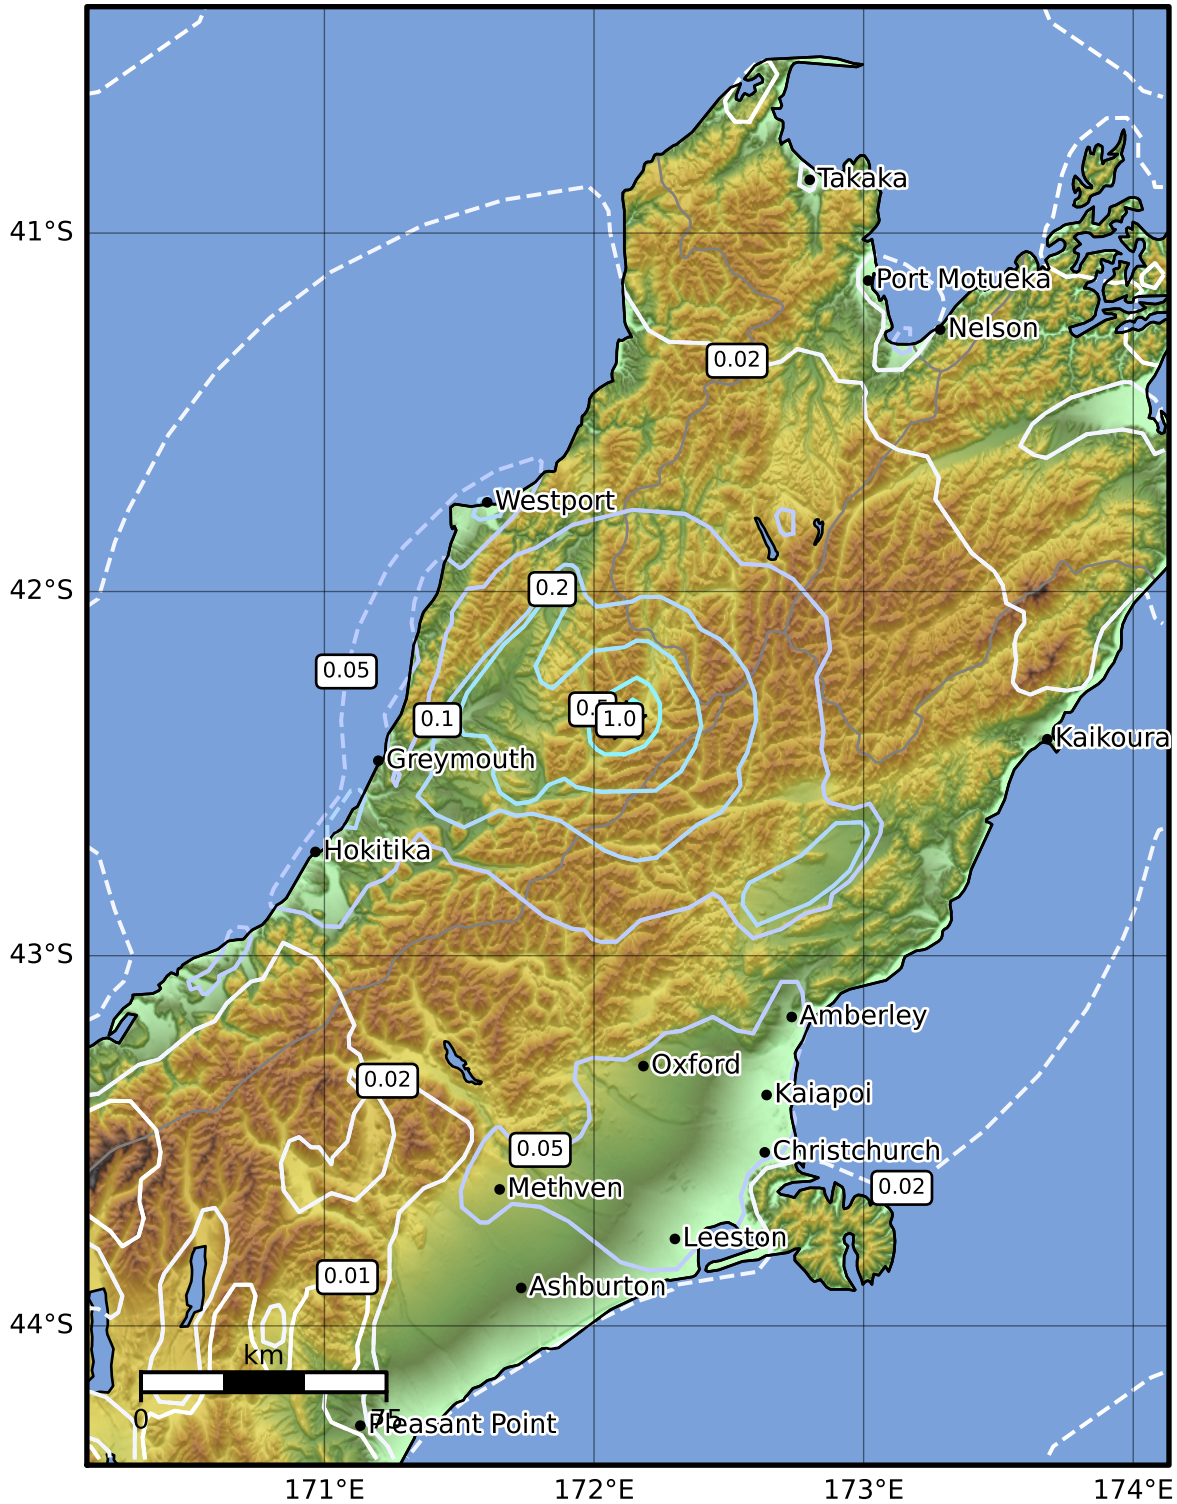 Takaka
41°S
Port Motueka
Nelson
0.02
Westport
42°S
0.2
0.05
0.1
1.0
Kaikoura
Greymouth
Hokitika
43°S
Amberley
Oxford
0.02
Kaiapoi
0.05
Christchurch
Methven
0.02
Leeston
0.01
Ashburton
44°S
km
0
75
Pleasant Point
171°E
172°E
173°E
174°E